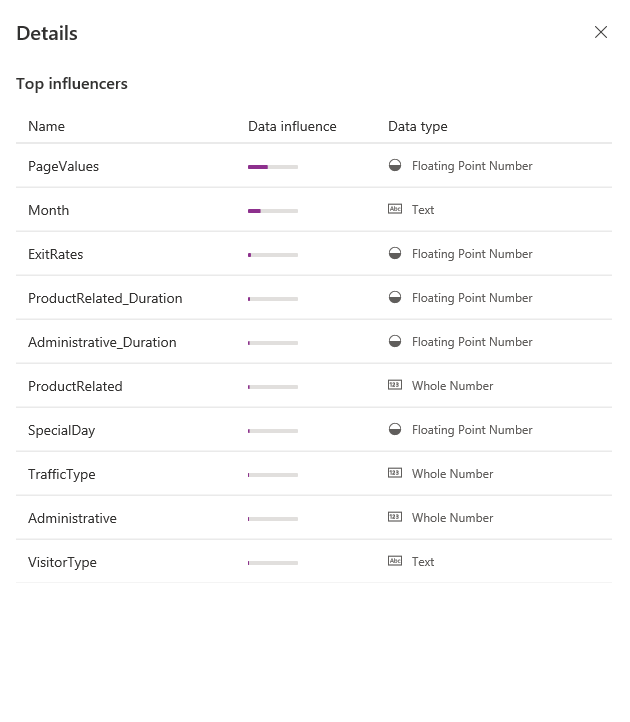 Details
Top influencers
Name Data influence Data type
PageValues Floating Point Number
Month Abc Text
ExitRates Floating Point Number
ProductRelated_Duration Floating Point Number
Administrative_Duration Floating Point Number
ProductRelated 123 Whole Number
SpecialDay Floating Point Number
TrafficType 123 Whole Number
Administrative 123 Whole Number
VisitorType Abc Text